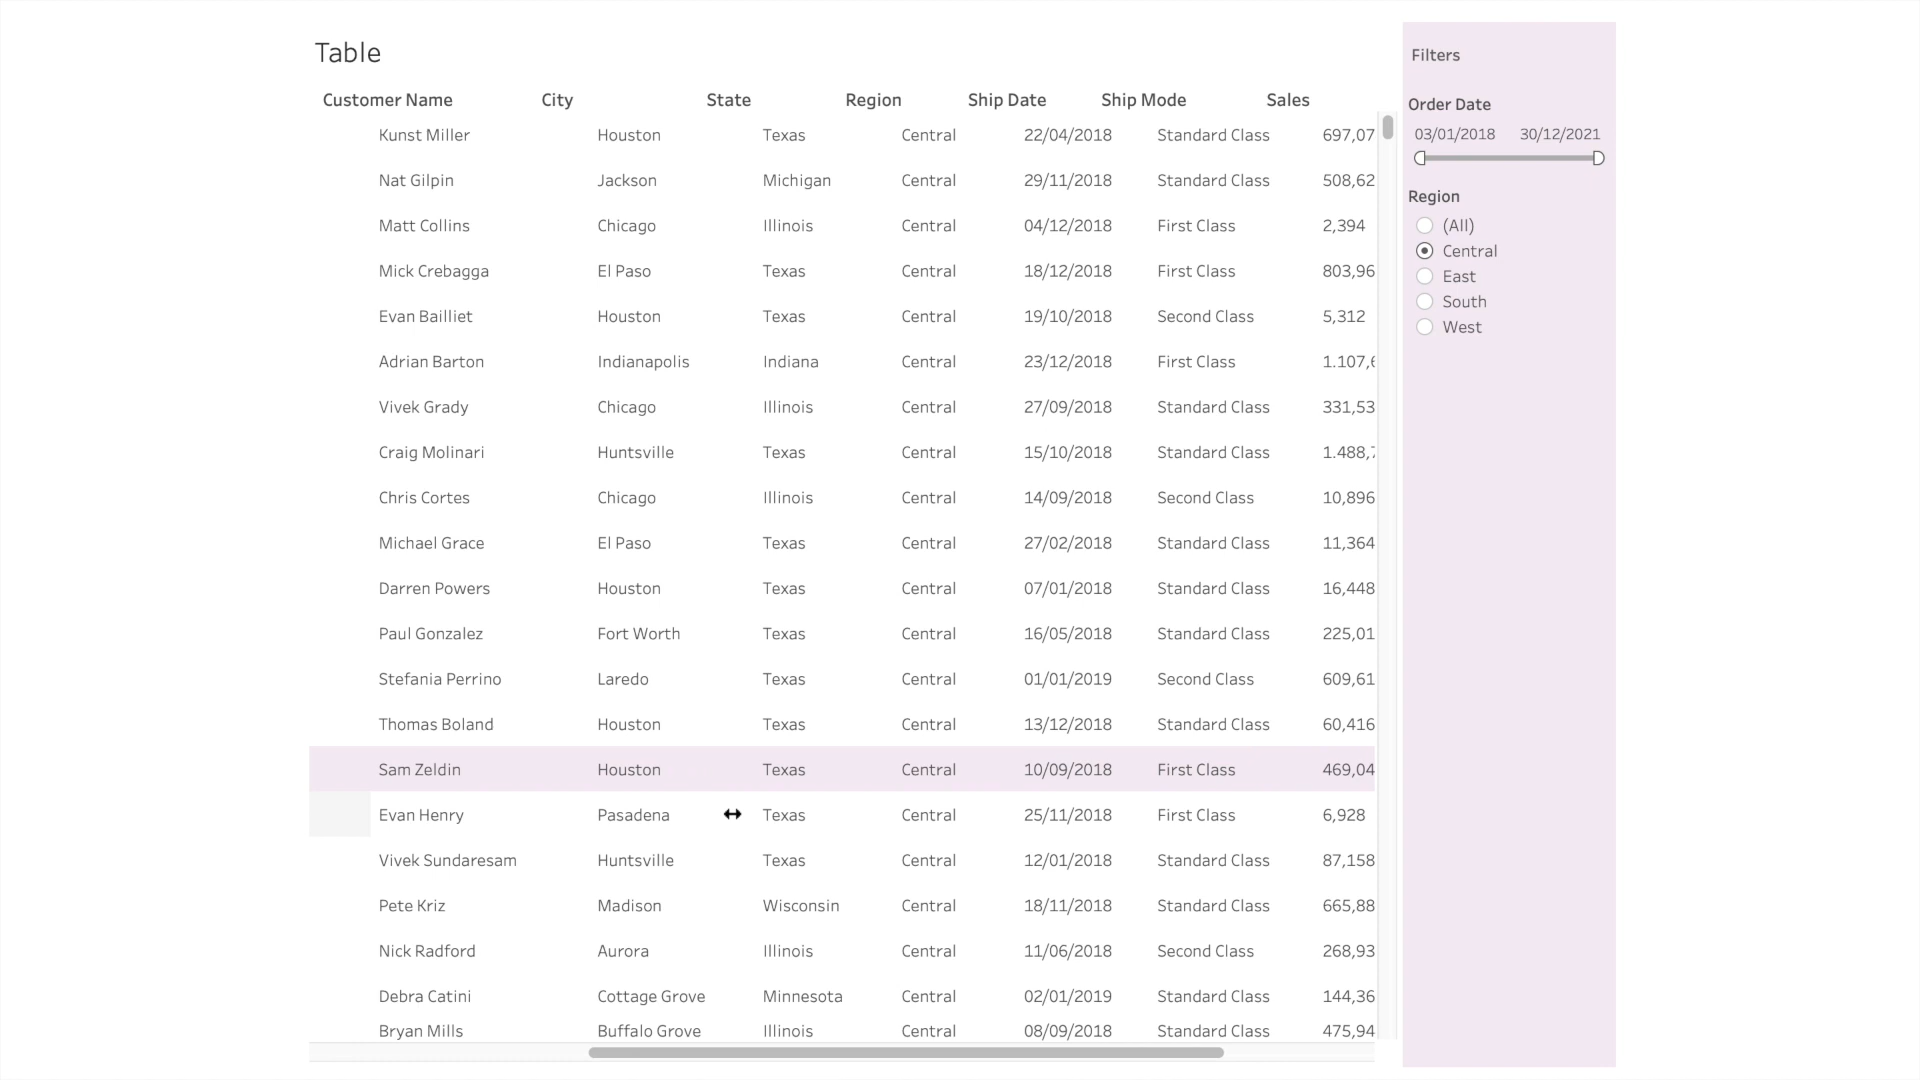 Table
Customer Name City State Region Ship Date Ship Mode Sales
Kunst Miller Houston Texas Central 22/04/2018 Standard Class 697,07
Nat Gilpin Jackson Michigan Central 29/11/2018 Standard Class 508,62
Matt Collins Chicago Illinois Central 04/12/2018 First Class 2,394
Mick Crebagga El Paso Texas Central 18/12/2018 First Class 803,96
Evan Bailliet Houston Texas Central 19/10/2018 Second Class 5,312
Adrian Barton Indianapolis Indiana Central 23/12/2018 First Class 1.107,
Vivek Grady Chicago Illinois Central 27/09/2018 Standard Class 331,53
Craig Molinari Huntsville Texas Central 15/10/2018 Standard Class 1.488,
Chris Cortes Chicago Illinois Central 14/09/2018 Second Class 10,896
Michael Grace El Paso Texas Central 27/02/2018 Standard Class 11,364
Darren Powers Houston Texas Central 07/01/2018 Standard Class 16,448
Paul Gonzalez Fort Worth Texas Central 16/05/2018 Standard Class 225,01
Stefania Perrino Laredo Texas Central 01/01/2019 Second Class 609,61
Thomas Boland Houston Texas Central 13/12/2018 Standard Class 60,416
Sam Zeldin Houston Texas Central 10/09/2018 First Class 469,04
Evan Henry Pasadena Texas Central 25/11/2018 First Class 6,928
Vivek Sundaresam Huntsville Texas Central 12/01/2018 Standard Class 87,158
Pete Kriz Madison Wisconsin Central 18/11/2018 Standard Class 665,88
Nick Radford Aurora Illinois Central 11/06/2018 Second Class 268,93
Debra Catini Cottage Grove Minnesota Central 02/01/2019 Standard Class 144,36
Bryan Mills Buffalo Grove Illinois Central 08/09/2018 Standard Class 475,94
Filters
Order Date
03/01/2018 30/12/2021
Region
(All)
Central
East
South
West